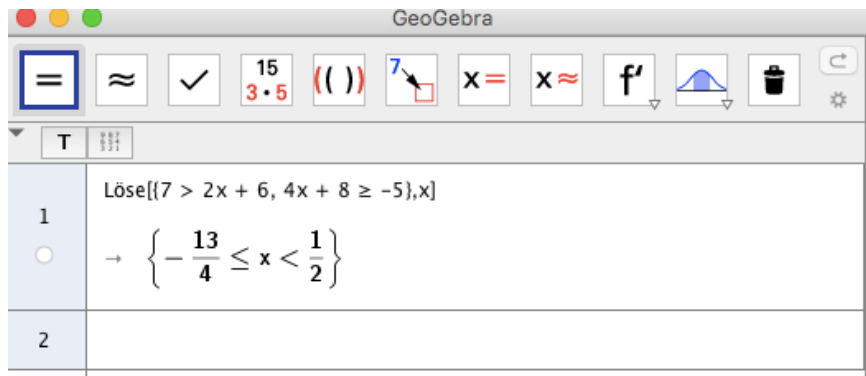 GeoGebra
= ≈ ✓ 15 3•5 (( )) 7 x= x≈ f′
T
1
Löse[{7 > 2x + 6, 4x + 8 ≥ -5},x]
→ {- 13/4 ≤ x < 1/2}
2